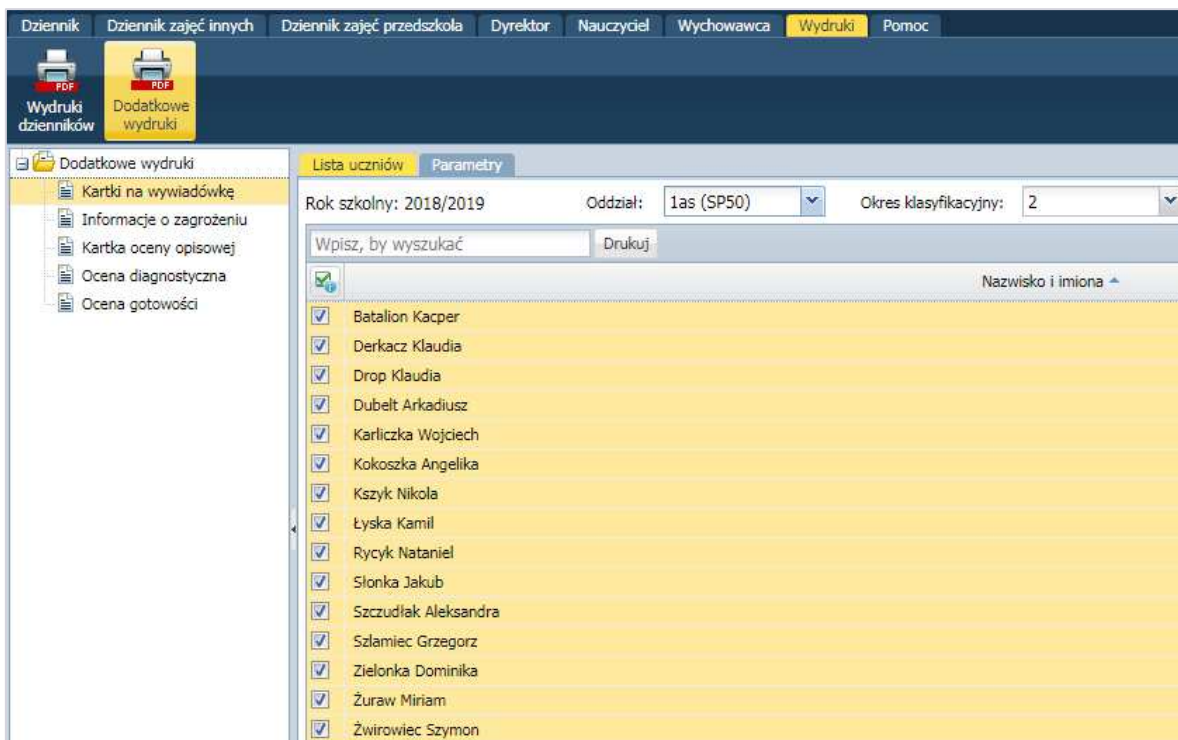 Dziennik Dziennik zajęć innych Dziennik zajęć przedszkola Dyrektor Nauczyciel Wychowawca Wydruki Pomoc
PDF PDF
Wydruki dzienników
Dodatkowe wydruki
Dodatkowe wydruki
Kartki na wywiadówkę
Informacje o zagrożeniu
Kartka oceny opisowej
Ocena diagnostyczna
Ocena gotowości
Lista uczniów Parametry
Rok szkolny: 2018/2019 Oddział: 1as (SP50) Okres klasyfikacyjny: 2
Wpisz, by wyszukać Drukuj
Nazwisko i imiona
Batalion Kacper
Derkacz Klaudia
Drop Klaudia
Dubelt Arkadiusz
Karliczka Wojciech
Kokoszka Angelika
Kszyk Nikola
Łyska Kamil
Rycyk Nataniel
Słonka Jakub
Szczudłak Aleksandra
Szlamiec Grzegorz
Zielonka Dominika
Żuraw Miriam
Żwirowiec Szymon